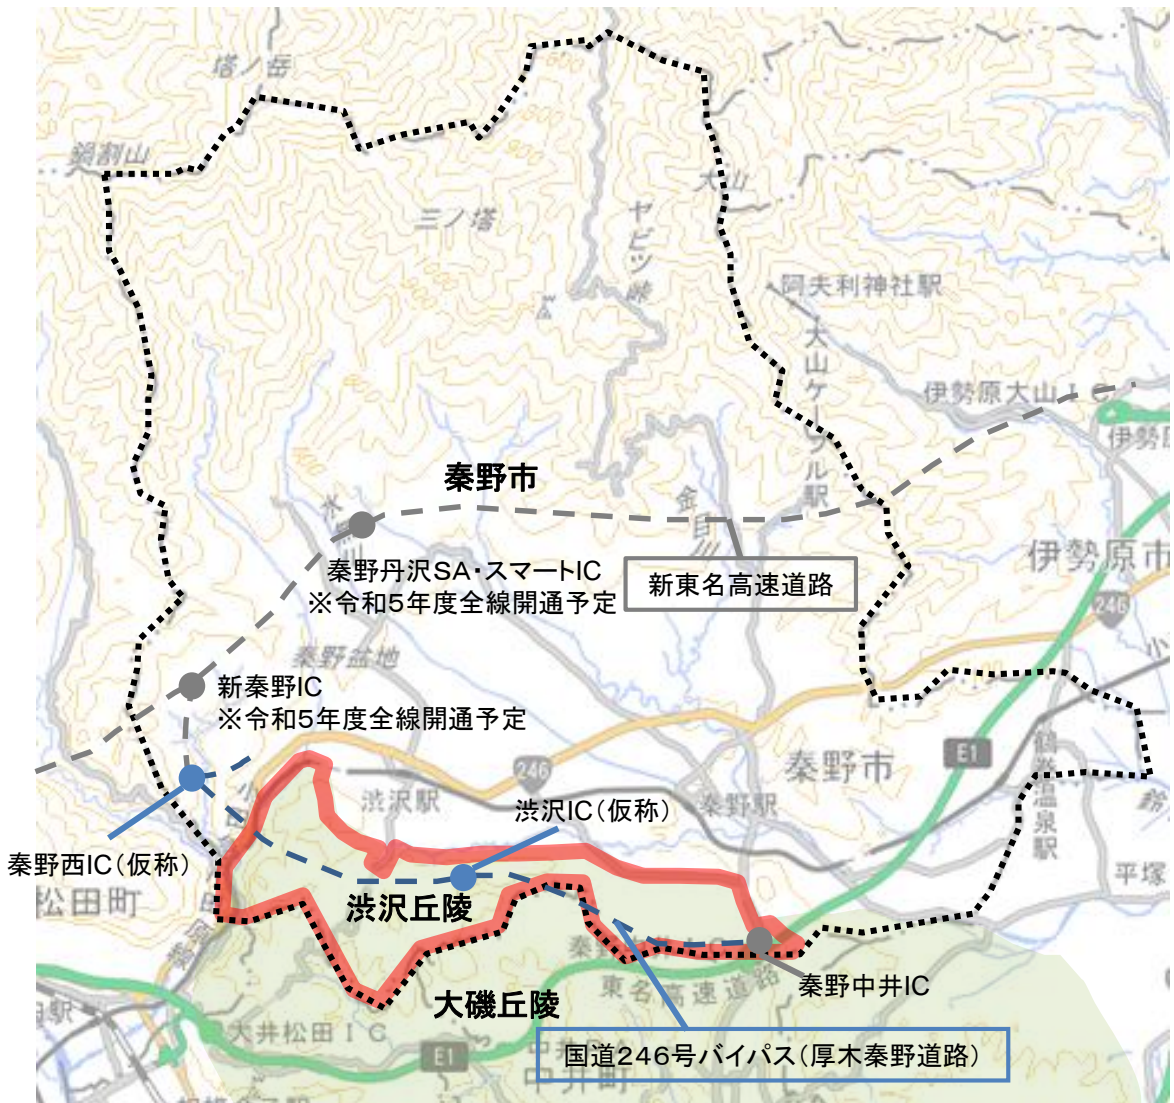 塔ノ岳
600
鍋割山
900
大山
三ノ塔
ヤビツ峠
阿夫利神社駅
大山ケーブル駅
伊勢原大山IC
秦野市
金目川
伊勢原市
秦野丹沢SA・スマートIC
※令和5年度全線開通予定
新東名高速道路
246
秦野盆地
新秦野IC
※令和5年度全線開通予定
E1
秦野市
246
鶴巻温泉駅
渋沢駅
秦野駅
渋沢IC(仮称)
秦野西IC(仮称)
平塚
松田町
渋沢丘陵
秦野中井IC
東名高速道路
大磯丘陵
大井松田IC
E1
国道246号バイパス(厚木秦野道路)
中井町